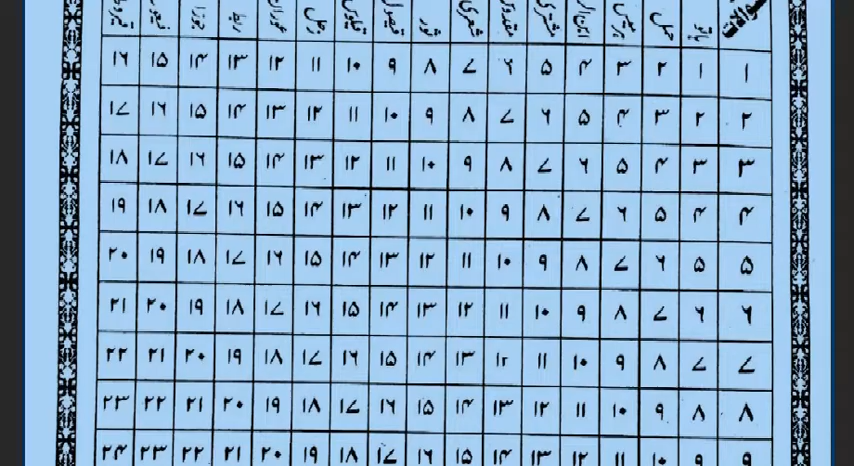 سوالات حمل مشتری شعری ثور زحل جوزا
۱ ۱ ۲ ۳ ۴ ۵ ۶ ۷ ۸ ۹ ۱۰ ۱۱ ۱۲ ۱۳ ۱۴ ۱۵ ۱۶
۲ ۲ ۳ ۴ ۵ ۶ ۷ ۸ ۹ ۱۰ ۱۱ ۱۲ ۱۳ ۱۴ ۱۵ ۱۶ ۱۷
۳ ۳ ۴ ۵ ۶ ۷ ۸ ۹ ۱۰ ۱۱ ۱۲ ۱۳ ۱۴ ۱۵ ۱۶ ۱۷ ۱۸
۴ ۴ ۵ ۶ ۷ ۸ ۹ ۱۰ ۱۱ ۱۲ ۱۳ ۱۴ ۱۵ ۱۶ ۱۷ ۱۸ ۱۹
۵ ۵ ۶ ۷ ۸ ۹ ۱۰ ۱۱ ۱۲ ۱۳ ۱۴ ۱۵ ۱۶ ۱۷ ۱۸ ۱۹ ۲۰
۶ ۶ ۷ ۸ ۹ ۱۰ ۱۱ ۱۲ ۱۳ ۱۴ ۱۵ ۱۶ ۱۷ ۱۸ ۱۹ ۲۰ ۲۱
۷ ۷ ۸ ۹ ۱۰ ۱۱ ۱۲ ۱۳ ۱۴ ۱۵ ۱۶ ۱۷ ۱۸ ۱۹ ۲۰ ۲۱ ۲۲
۸ ۸ ۹ ۱۰ ۱۱ ۱۲ ۱۳ ۱۴ ۱۵ ۱۶ ۱۷ ۱۸ ۱۹ ۲۰ ۲۱ ۲۲ ۲۳
۹ ۹ ۱۰ ۱۱ ۱۲ ۱۳ ۱۴ ۱۵ ۱۶ ۱۷ ۱۸ ۱۹ ۲۰ ۲۱ ۲۲ ۲۳ ۲۴